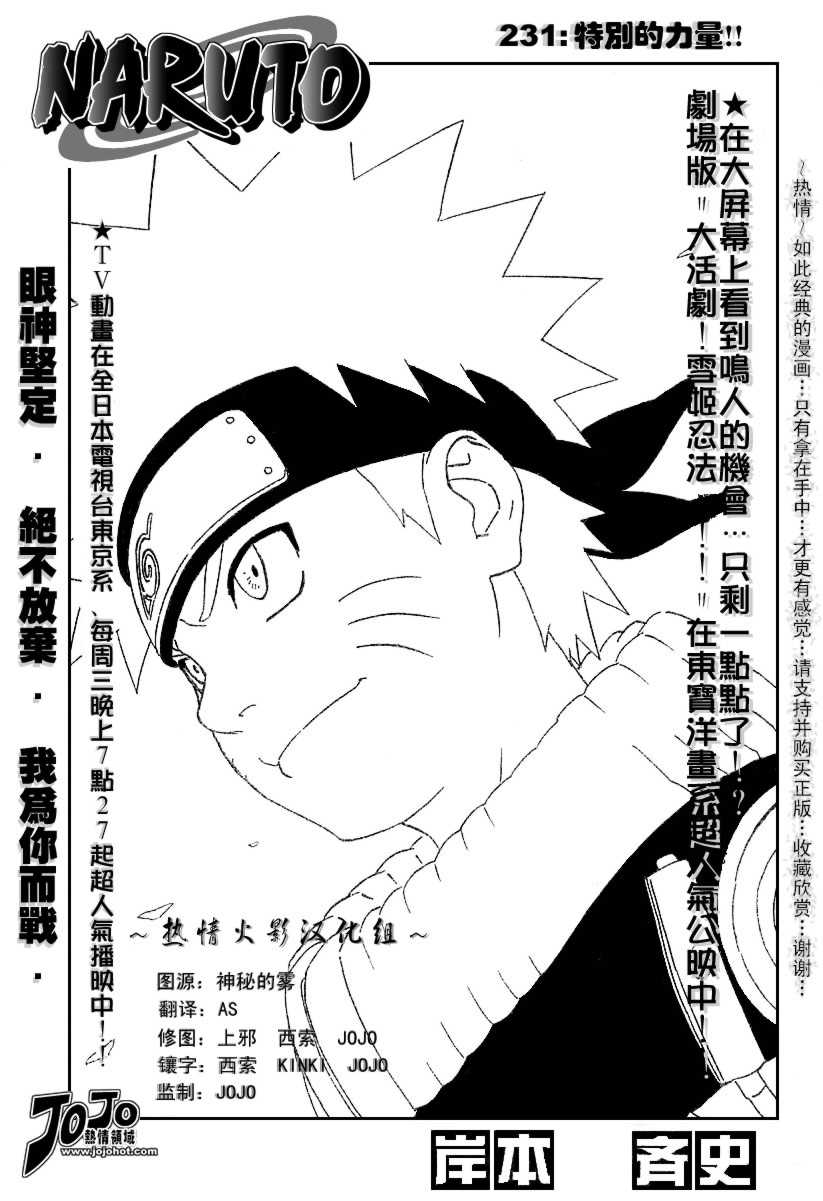 NARUTO
231:特別的力量!!
★在大屏幕上看到鳴人的機會…只剩一點點了!?
劇場版〃大活劇!雪姬忍法!!〃在東寶洋畫系超人氣公映中!!
~热情~如此经典的漫画…只有拿在手中…才更有感觉…请支持并购买正版…收藏欣赏…谢谢…
★TV動畫在全日本電視台東京系、每周三晚上7點27起超人氣播映中!!
眼神堅定. 絕不放棄. 我爲你而戰.
~热情火影汉化组~
图源:神秘的雾
翻译:AS
修图:上邪 西索 JOJO
镶字:西索 KINKI JOJO
监制:JOJO
JOJO
熱情領域
www.jojohot.com
岸本 斉史